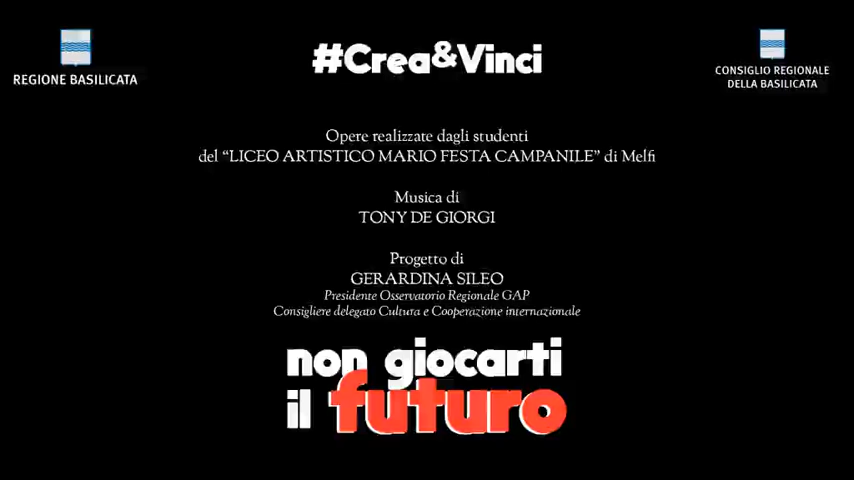 REGIONE BASILICATA
#Crea&Vinci
CONSIGLIO REGIONALE
DELLA BASILICATA
Opere realizzate dagli studenti
del “LICEO ARTISTICO MARIO FESTA CAMPANILE” di Melfi
Musica di
TONY DE GIORGI
Progetto di
GERARDINA SILEO
Presidente Osservatorio Regionale GAP
Consigliere delegato Cultura e Cooperazione internazionale
non giocarti
il futuro